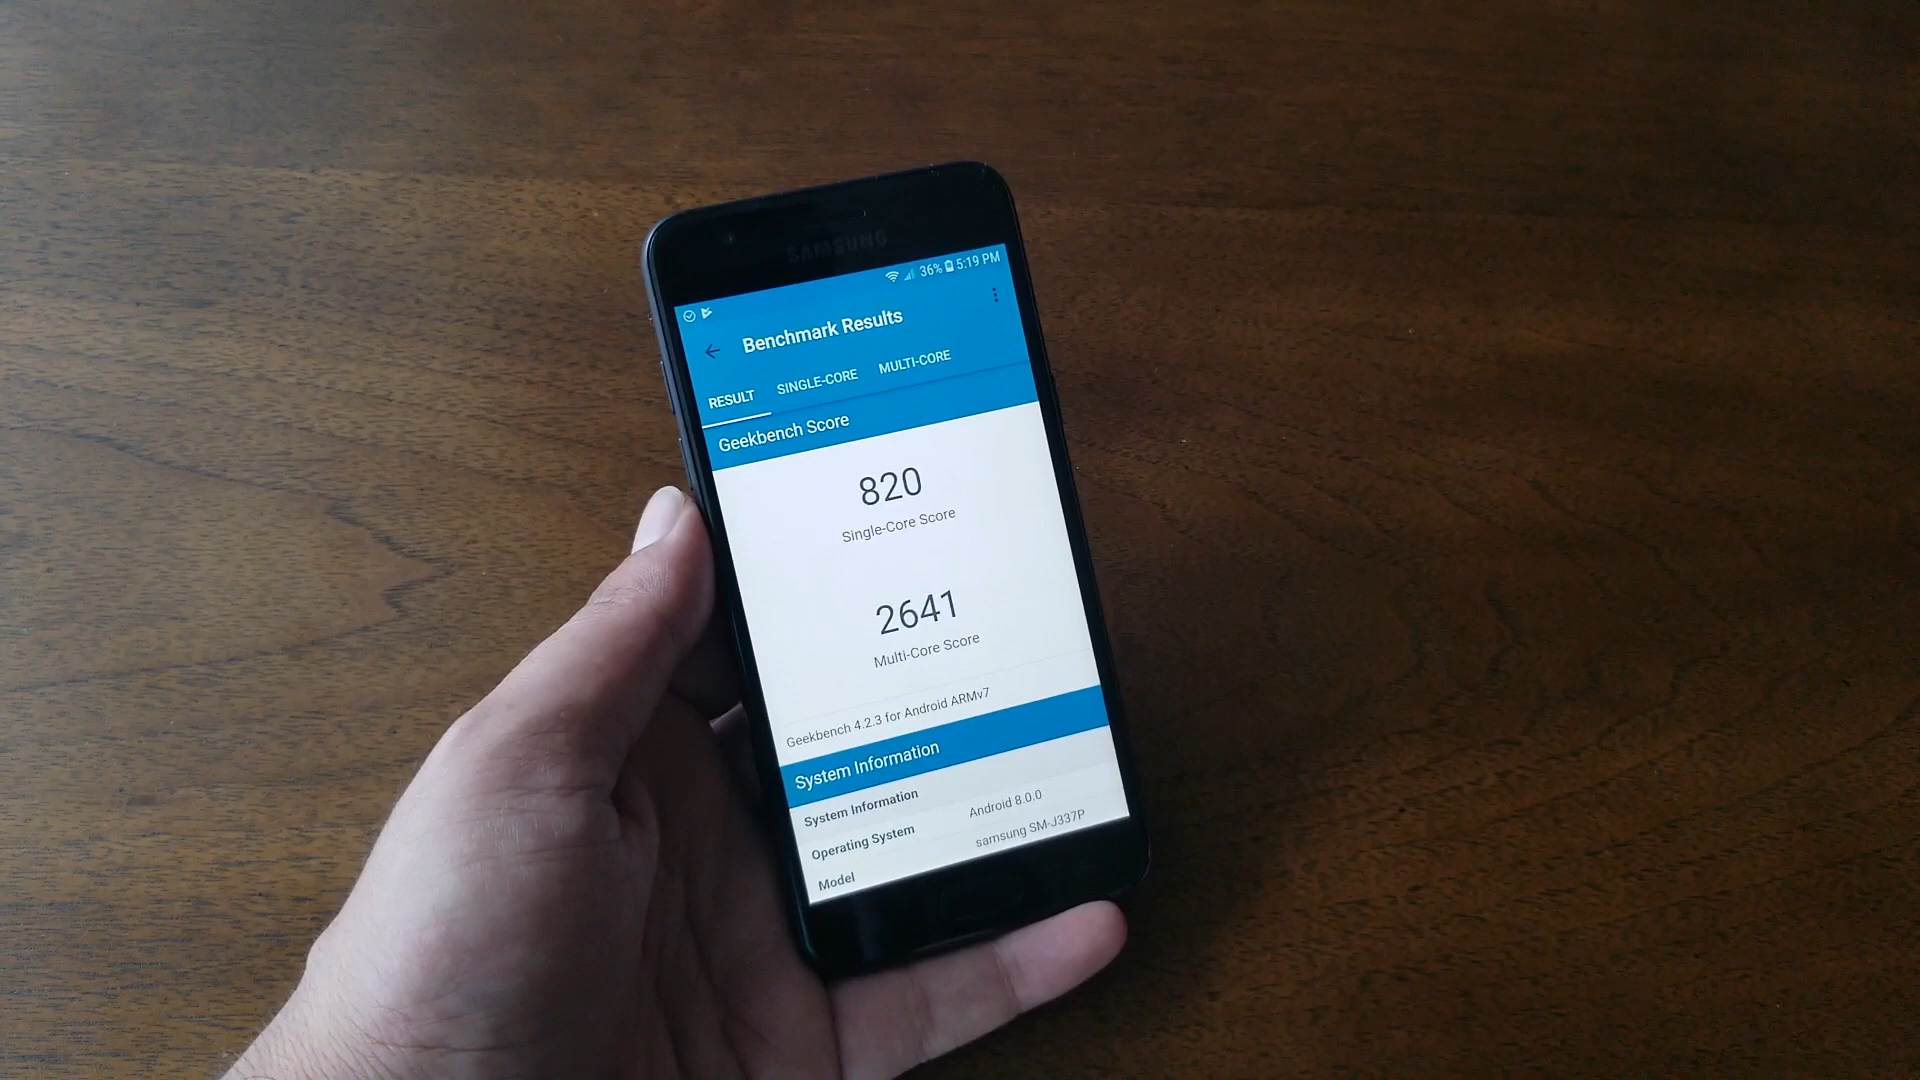 SAMSUNG
36% 5:19 PM
Benchmark Results
RESULT SINGLE-CORE MULTI-CORE
Geekbench Score
820
Single-Core Score
2641
Multi-Core Score
Geekbench 4.2.3 for Android ARMv7
System Information
System Information
Operating System Android 8.0.0
Model samsung SM-J337P